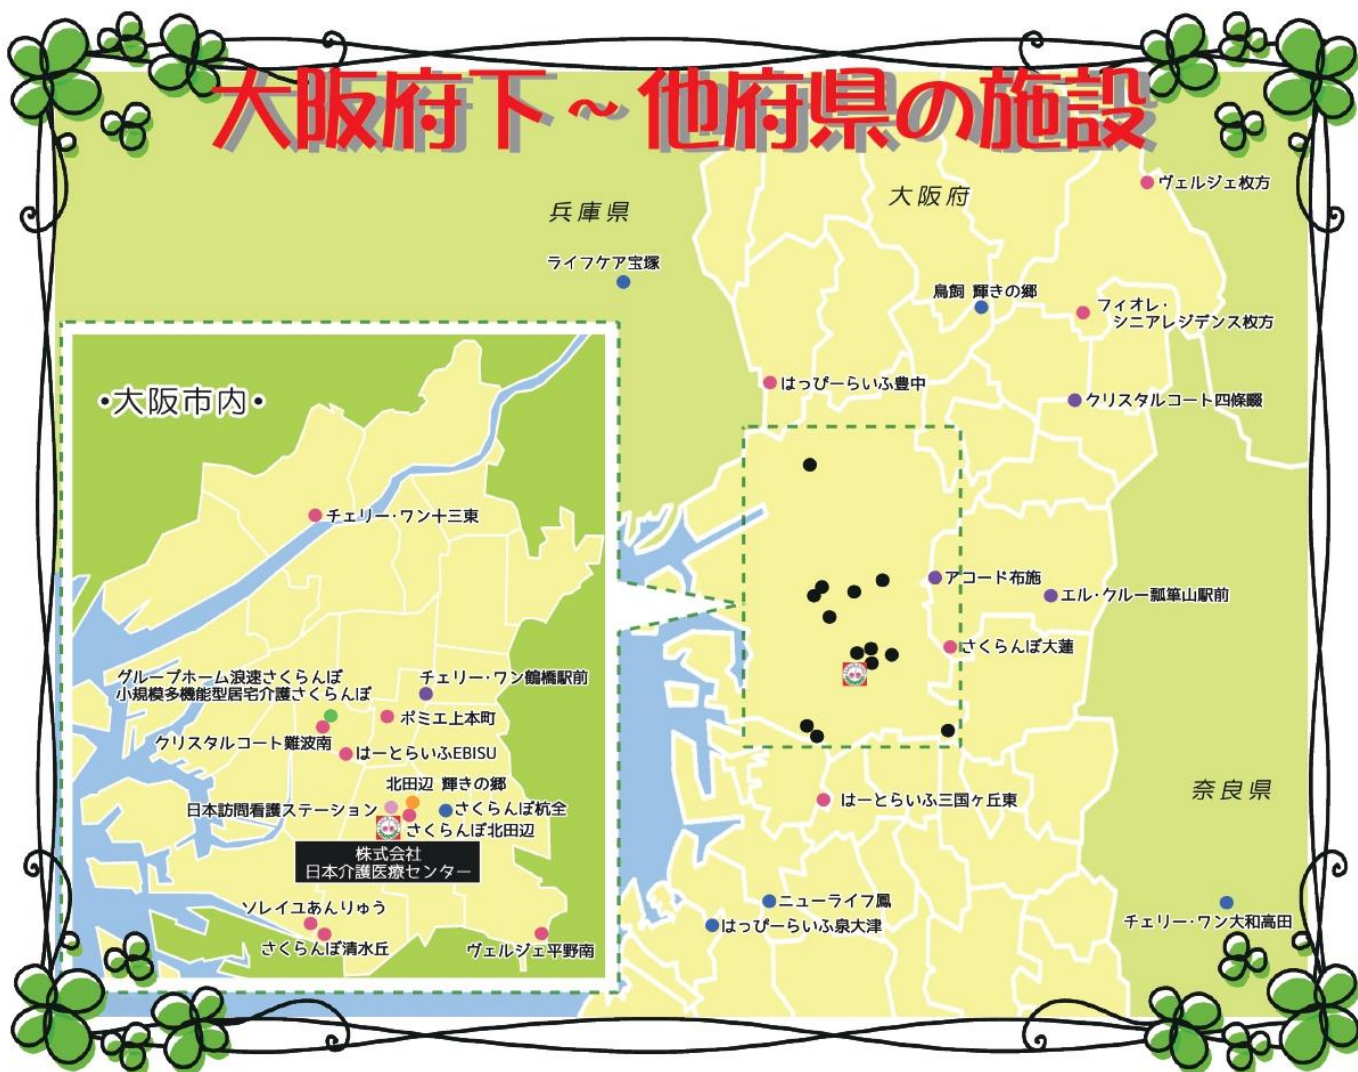 大阪府下～他府県の施設
兵庫県
大阪府
ヴェルジェ枚方
ライフケア宝塚
鳥飼 輝きの郷
フィオレ・
シニアレジデンス枚方
はっぴーらいふ豊中
クリスタルコート四條畷
・大阪市内・
チェリー・ワン十三東
アコード布施
エル・クルー瓢箪山駅前
さくらんぼ大蓮
グループホーム浪速さくらんぼ
小規模多機能型居宅介護さくらんぼ
チェリー・ワン鶴橋駅前
ポミエ上本町
クリスタルコート難波南
はーとらいふEBISU
北田辺 輝きの郷
日本訪問看護ステーション
さくらんぼ杭全
さくらんぼ北田辺
株式会社
日本介護医療センター
ソレイユあんりゅう
さくらんぼ清水丘
ヴェルジェ平野南
はーとらいふ三国ヶ丘東
奈良県
ニューライフ鳳
はっぴーらいふ泉大津
チェリー・ワン大和高田